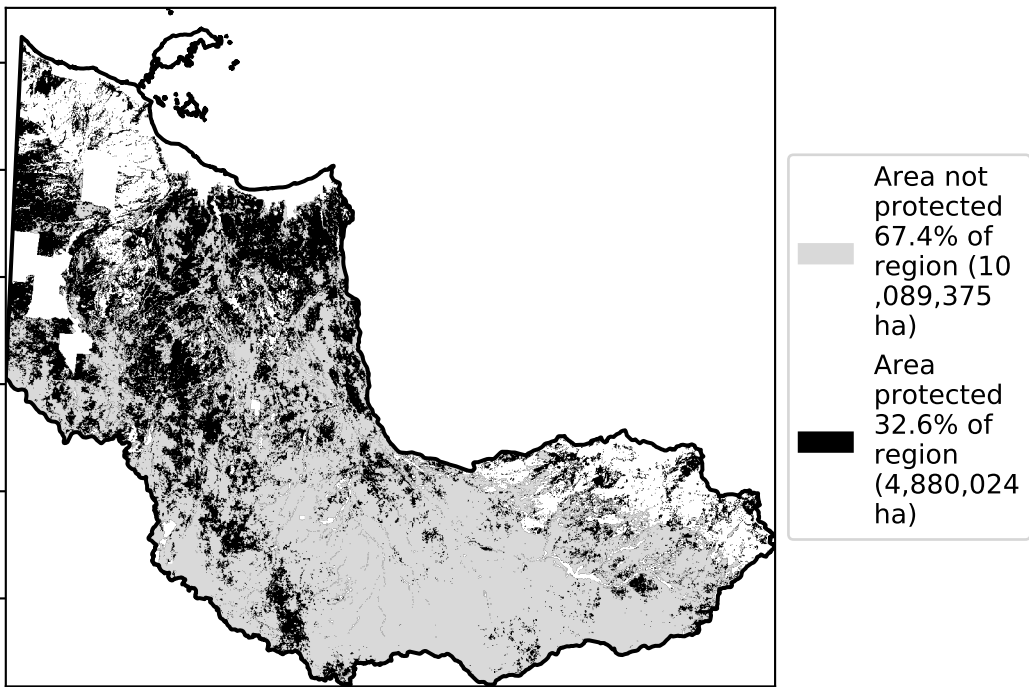 Area not
protected
67.4% of
region (10
,089,375
ha)
Area
protected
32.6% of
region
(4,880,024
ha)